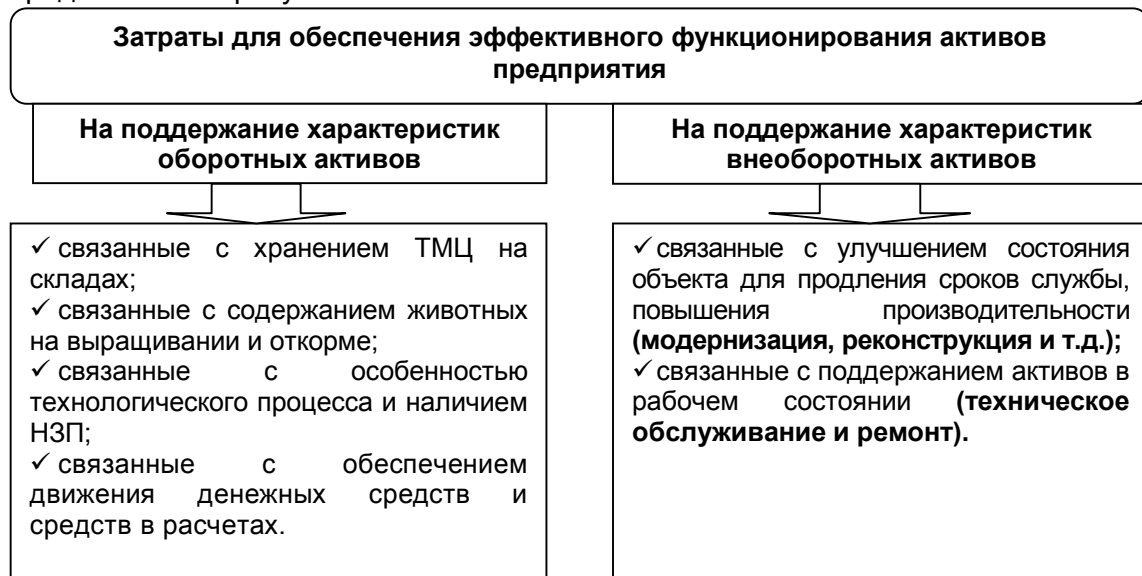 Затраты для обеспечения эффективного функционирования активов
предприятия
На поддержание характеристик
оборотных активов
На поддержание характеристик
внеоборотных активов
✓ связанные с хранением ТМЦ на
складах;
✓ связанные с содержанием животных
на выращивании и откорме;
✓ связанные с особенностью
технологического процесса и наличием
НЗП;
✓ связанные с обеспечением
движения денежных средств и
средств в расчетах.
✓ связанные с улучшением состояния
объекта для продления сроков службы,
повышения производительности
(модернизация, реконструкция и т.д.);
✓ связанные с поддержанием активов в
рабочем состоянии (техническое
обслуживание и ремонт).